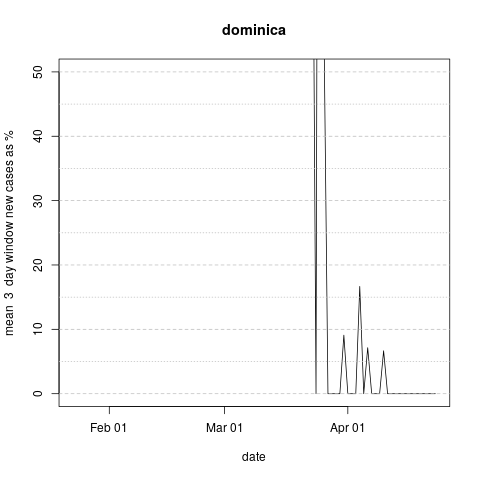 dominica
mean 3 day window new cases as %
50
40
30
20
10
0
Feb 01
Mar 01
Apr 01
date